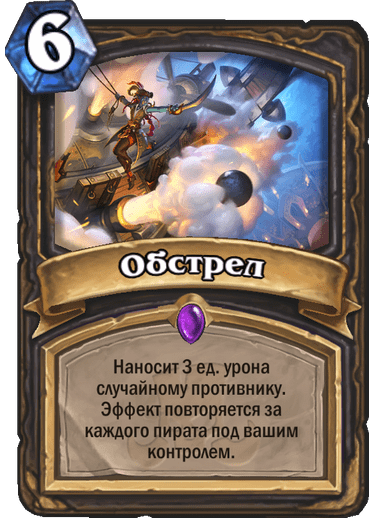 6
Обстрел
Наносит 3 ед. урона
случайному противнику.
Эффект повторяется за
каждого пирата под вашим
контролем.